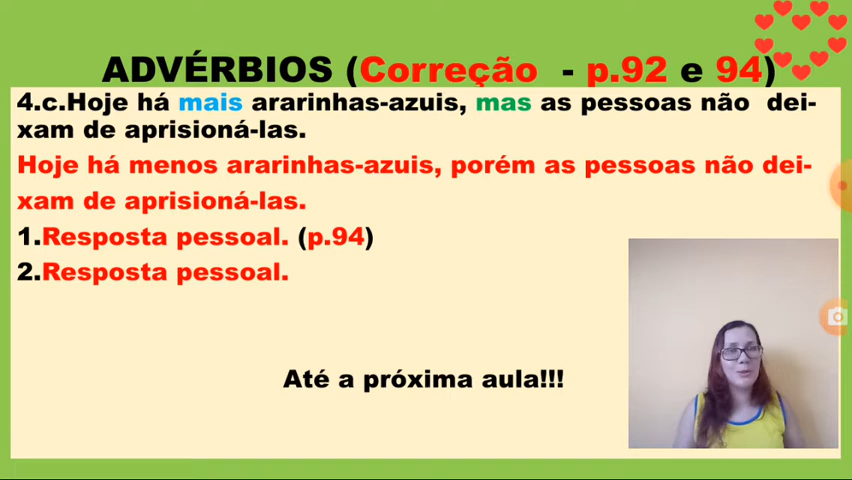 ADVÉRBIOS (Correção - p.92 e 94)
4.c.Hoje há mais ararinhas-azuis, mas as pessoas não dei-
xam de aprisioná-las.
Hoje há menos ararinhas-azuis, porém as pessoas não dei-
xam de aprisioná-las.
1.Resposta pessoal. (p.94)
2.Resposta pessoal.
Até a próxima aula!!!